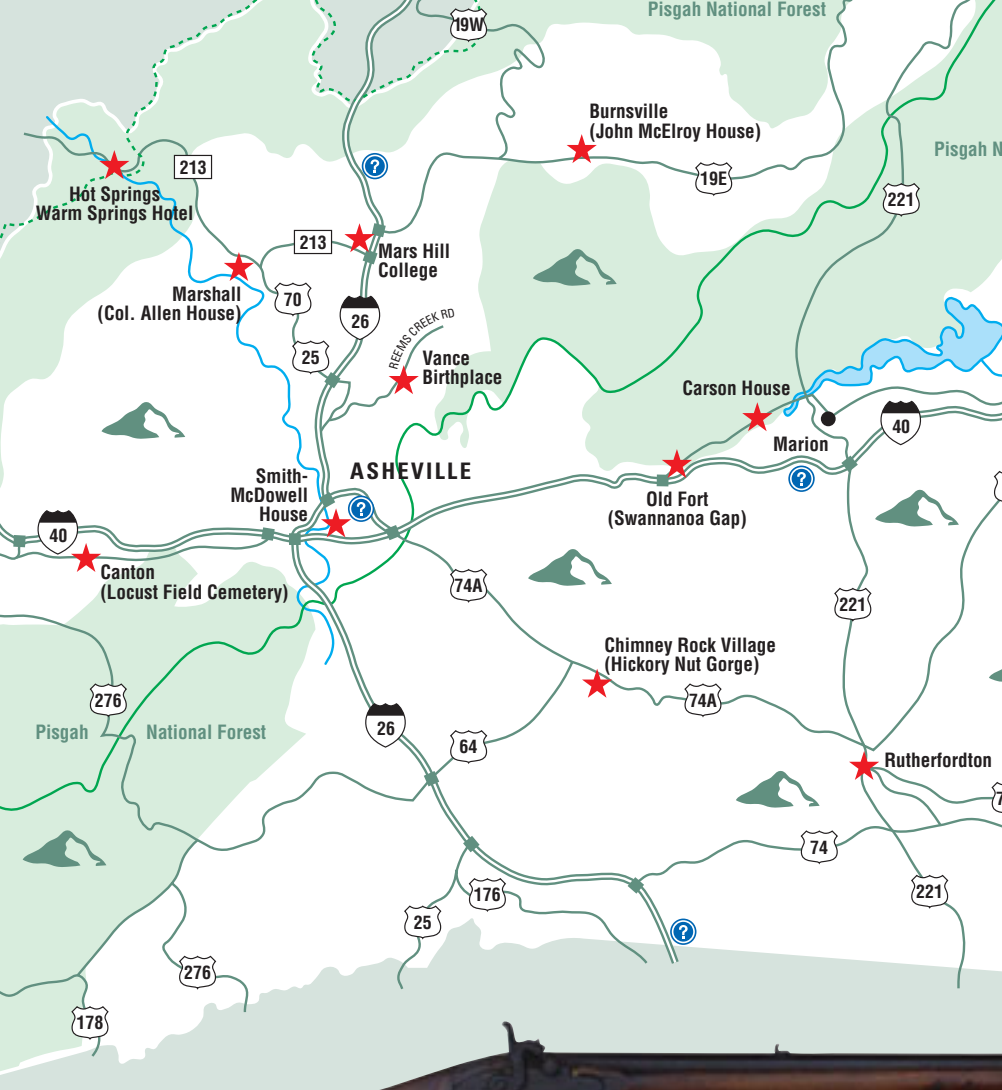 Pisgah National Forest
19W
Burnsville
(John McElroy House)
?
213
19E
Pisgah N
Hot Springs
Warm Springs Hotel
221
213
Mars Hill
College
Marshall
(Col. Allen House)
70
26
REEMS CREEK RD
25
Vance
Birthplace
Carson House
40
Marion
ASHEVILLE
Smith-
McDowell
House
?
?
Old Fort
(Swannanoa Gap)
40
Canton
(Locust Field Cemetery)
74A
221
Chimney Rock Village
(Hickory Nut Gorge)
276
74A
Pisgah National Forest
26
64
Rutherfordton
7
74
176
221
25
?
276
178